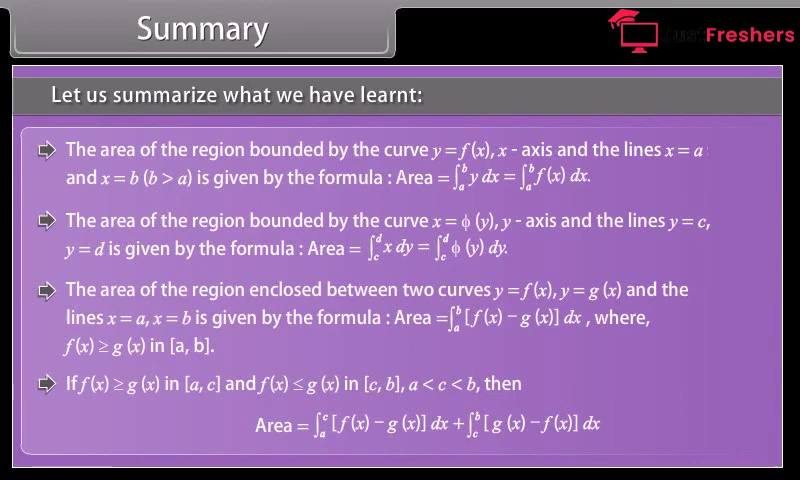 Summary
JustFreshers
Let us summarize what we have learnt:
The area of the region bounded by the curve y = f(x), x - axis and the lines x = a
and x = b (b > a) is given by the formula : Area = ∫ₐᵇ y dx = ∫ₐᵇ f(x) dx.
The area of the region bounded by the curve x = ϕ (y), y - axis and the lines y = c,
y = d is given by the formula : Area = ∫_c^d x dy = ∫_c^d ϕ (y) dy.
The area of the region enclosed between two curves y = f(x), y = g (x) and the
lines x = a, x = b is given by the formula : Area = ∫ₐᵇ [f(x) − g (x)] dx , where,
f(x) ≥ g (x) in [a, b].
If f(x) ≥ g (x) in [a, c] and f(x) ≤ g (x) in [c, b], a < c < b, then
Area = ∫_a^c [f(x) − g (x)] dx + ∫_c^b [g (x) − f(x)] dx